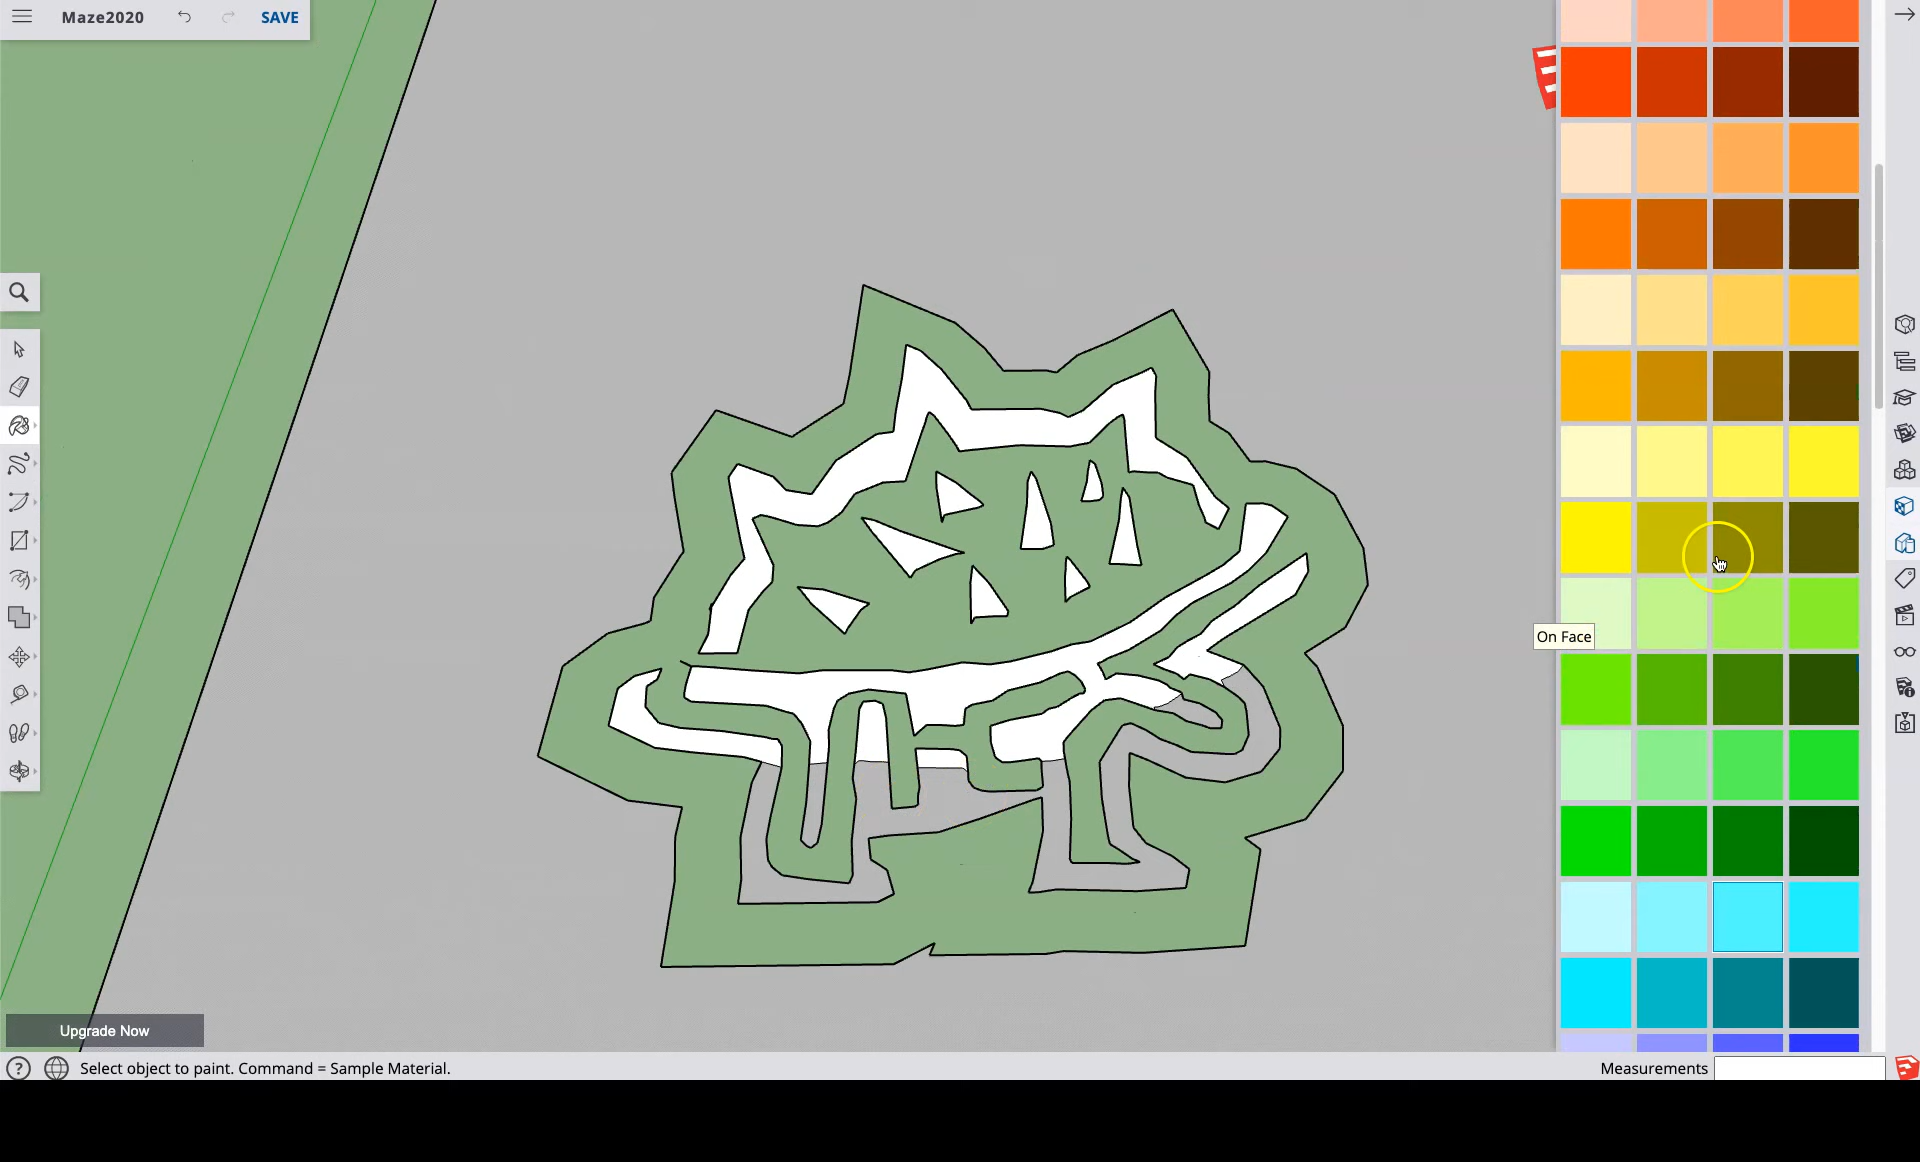 Maze2020 SAVE
On Face
Upgrade Now
Select object to paint. Command = Sample Material.
Measurements